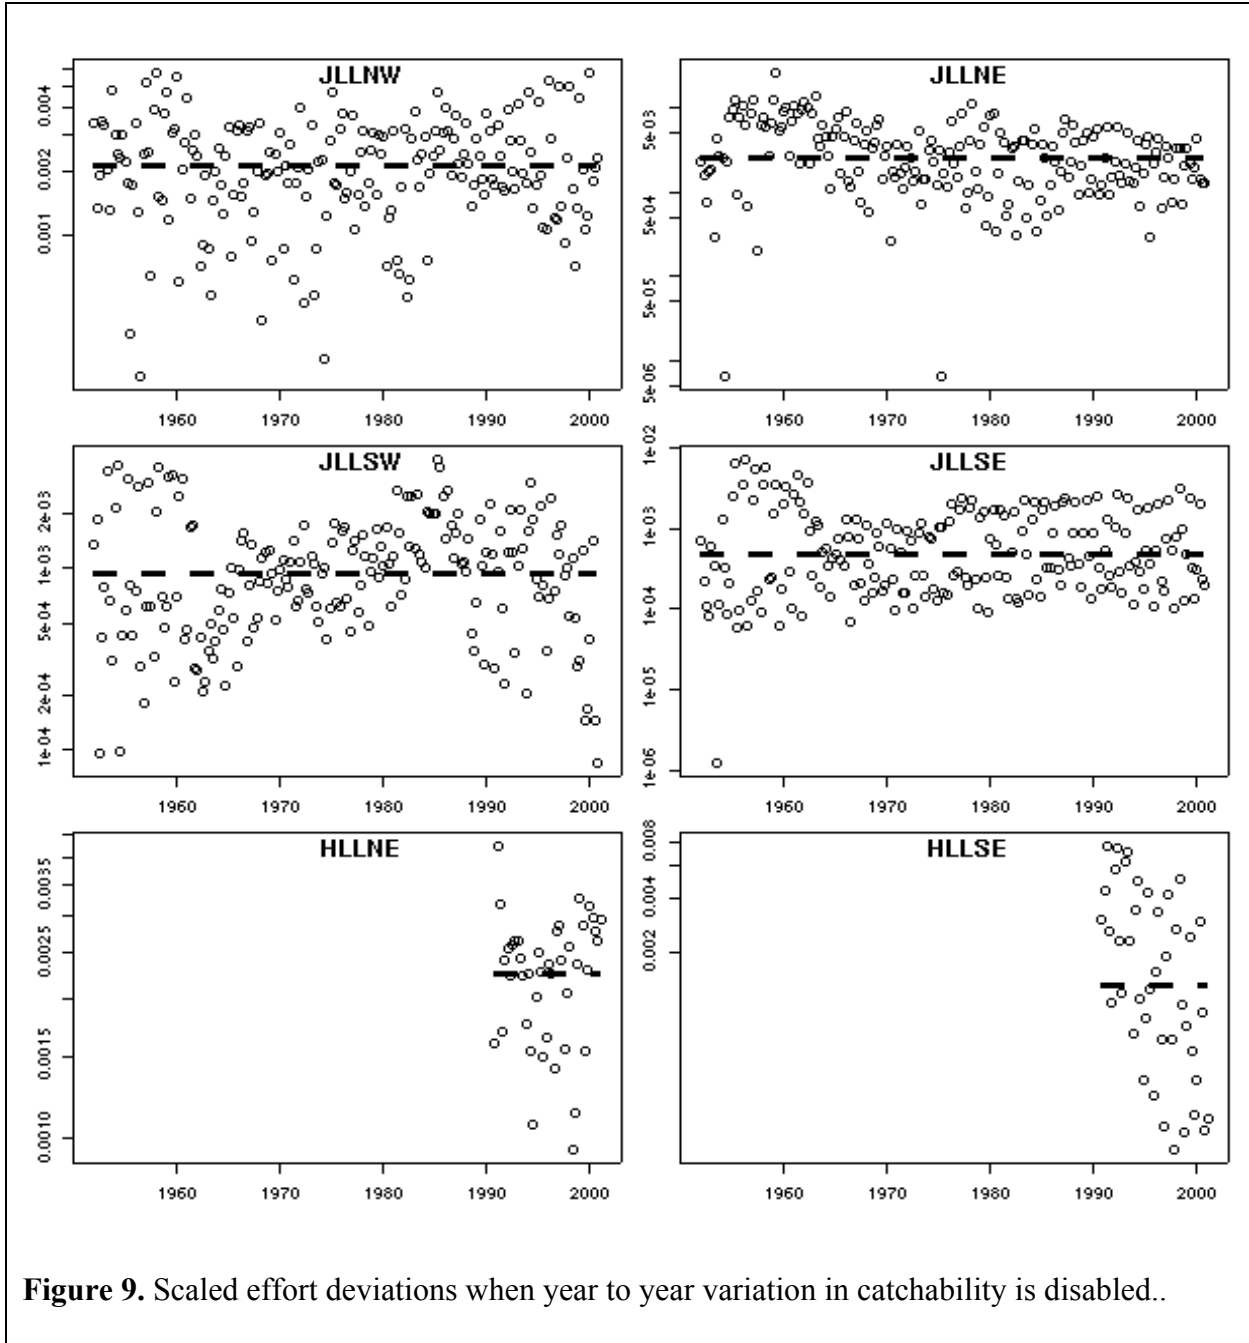 JLLNW
0.004
0.002
0.001
1960 1970 1980 1990 2000
JLLNE
5e-03
5e-04
5e-05
5e-06
1960 1970 1980 1990 2000
JLLSW
2e-03
1e-03
5e-04
2e-04
1e-04
1960 1970 1980 1990 2000
JLLSE
1e-02
1e-03
1e-04
1e-05
1e-06
1960 1970 1980 1990 2000
HLLNE
0.0035
0.0025
0.0015
0.0010
1960 1970 1980 1990 2000
HLLSE
0.008
0.004
0.002
1960 1970 1980 1990 2000
Figure 9. Scaled effort deviations when year to year variation in catchability is disabled..